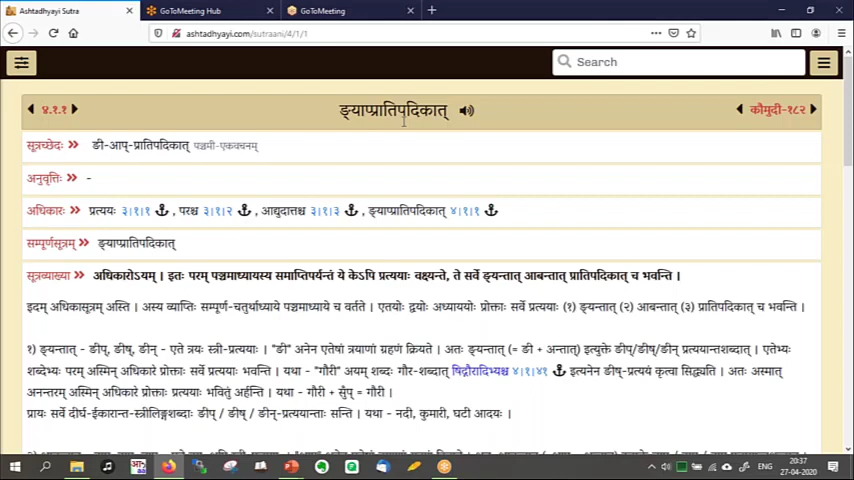 Ashtadhyayi Sutra
GoToMeeting Hub
GoToMeeting
ashtadhyayi.com/sutraani/4/1/1
Search
४.१.१
ङ्याप्प्रातिपदिकात्
कौमुदी-१८२
सूत्रच्छेदः ङी-आप्-प्रातिपदिकात् पञ्चमी-एकवचनम्
अनुवृत्तिः -
अधिकारः प्रत्ययः ३।१।१ , परश्च ३।१।२ , आद्युदात्तश्च ३।१।३ , ङ्याप्प्रातिपदिकात् ४।१।१
सम्पूर्णसूत्रम् ङ्याप्प्रातिपदिकात्
सूत्रव्याख्या अधिकारोऽयम् । इतः परम् पञ्चमाध्यायस्य समाप्तिपर्यन्तं ये केऽपि प्रत्ययाः वक्ष्यन्ते, ते सर्वे ङ्यन्तात् आबन्तात् प्रातिपदिकात् च भवन्ति ।
इदम् अधिकासूत्रम् अस्ति । अस्य व्याप्तिः सम्पूर्ण-चतुर्थाध्याये पञ्चमाध्याये च वर्तते । एतयोः द्वयोः अध्याययोः प्रोक्ताः सर्वे प्रत्ययाः (१) ङ्यन्तात् (२) आबन्तात् (३) प्रातिपदिकात् च भवन्ति ।
१) ङ्यन्तात् - ङीप्, ङीष्, ङीन् - एते त्रयः स्त्री-प्रत्ययाः । "ङी" अनेन एतेषां त्रयाणां ग्रहणं क्रियते । अतः ङ्यन्तात् (= ङी + अन्तात्) इत्युक्ते ङीप्/ङीष्/ङीन् प्रत्ययान्तशब्दात् । एतेभ्यः
शब्देभ्यः परम् अस्मिन् अधिकारे प्रोक्ताः सर्वे प्रत्ययाः भवन्ति । यथा - "गौरी" अयम् शब्दः गौर-शब्दात् षिद्गौरादिभ्यश्च ४।१।४१ इत्यनेन ङीष्-प्रत्ययं कृत्वा सिद्ध्यति । अतः अस्मात्
अनन्तरम् अस्मिन् अधिकारे प्रोक्ताः प्रत्ययाः भवितुं अर्हन्ति । यथा - गौरी + सुँप् = गौरी ।
प्रायः सर्वे दीर्घ-ईकारान्त-स्त्रीलिङ्गशब्दाः ङीप् / ङीष् / ङीन्-प्रत्ययान्ताः सन्ति । यथा - नदी, कुमारी, घटी आदयः ।
ENG
20:37
27-04-2020